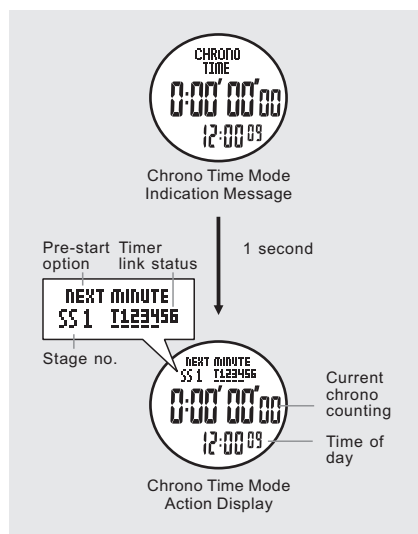 CHRONO
TIME
0:00' 00'00
12:00 09
Chrono Time Mode
Indication Message
1 second
Pre-start
option
Timer
link status
NEXT MINUTE
SS 1 T123456
Stage no.
NEXT MINUTE
SS 1 T123456
0:00' 00'00
12:00 09
Current
chrono
counting
Time of
day
Chrono Time Mode
Action Display